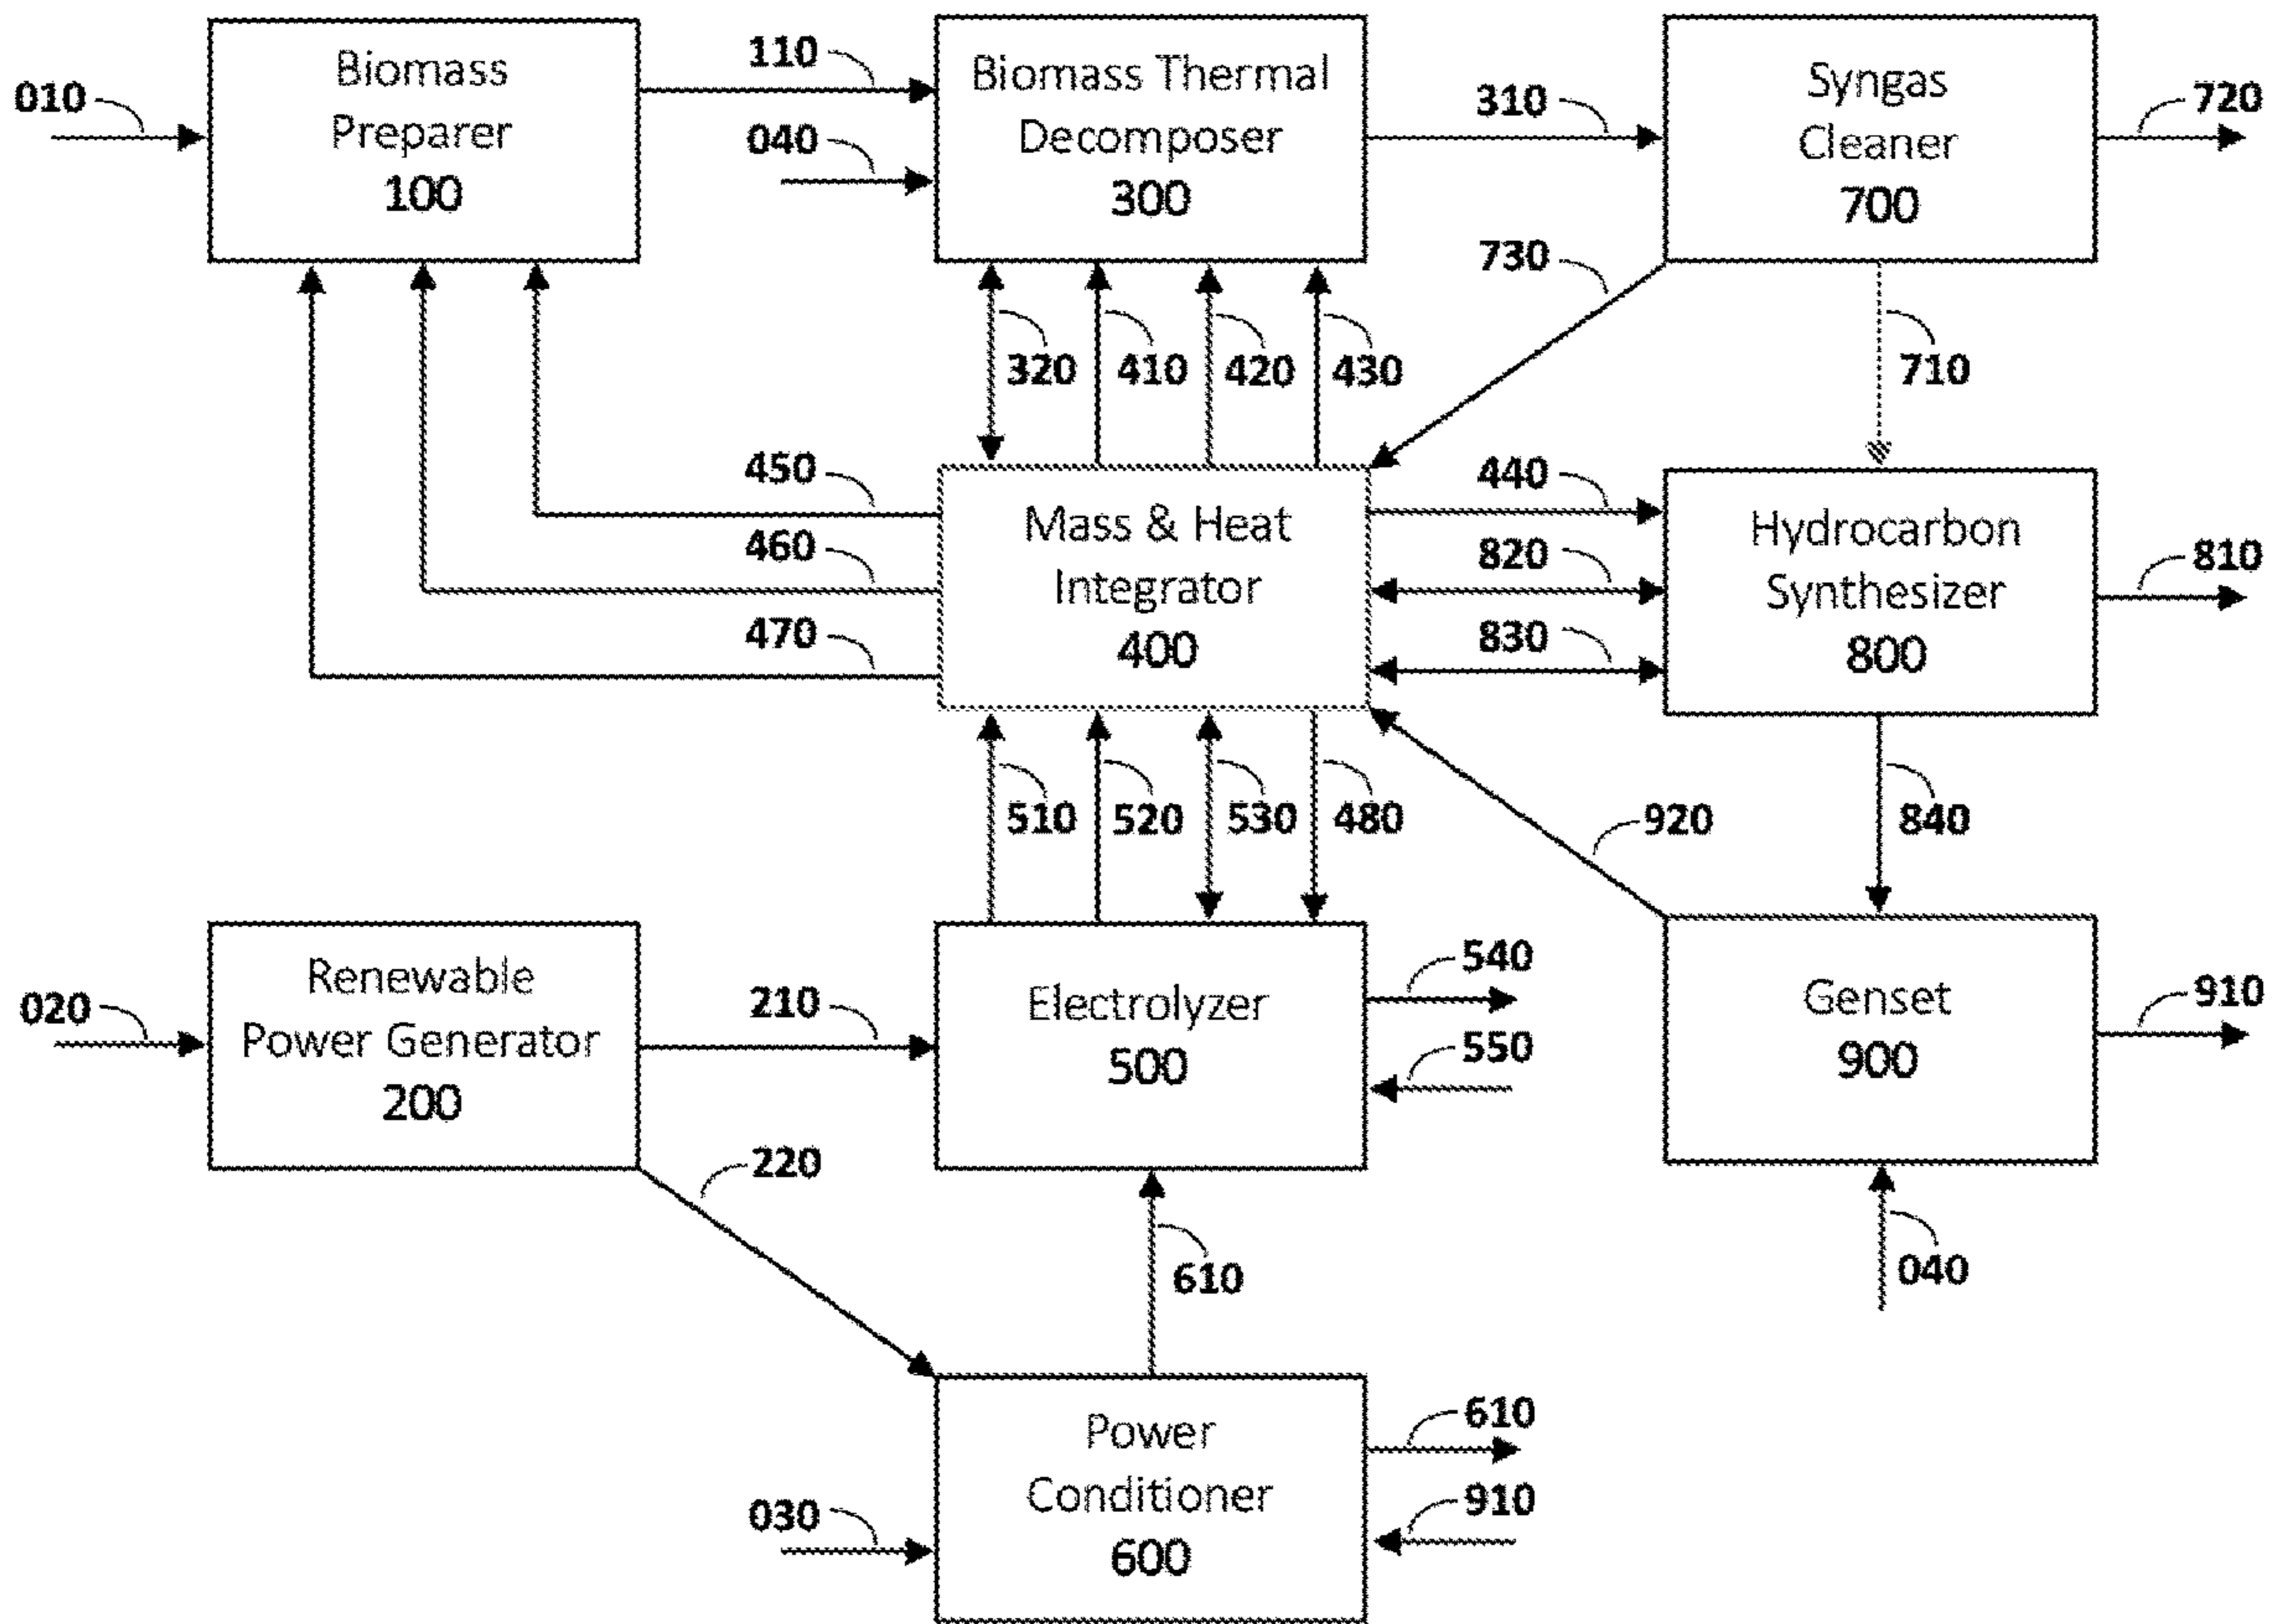 010
Biomass
Preparer
100
110
040
Biomass Thermal
Decomposer
300
310
Syngas
Cleaner
700
720
730
320
410
420
430
710
450
460
470
Mass & Heat
Integrator
400
440
820
830
Hydrocarbon
Synthesizer
800
810
510
520
530
480
920
840
020
Renewable
Power Generator
200
210
220
Electrolyzer
500
540
550
Genset
900
910
610
040
030
Power
Conditioner
600
610
910